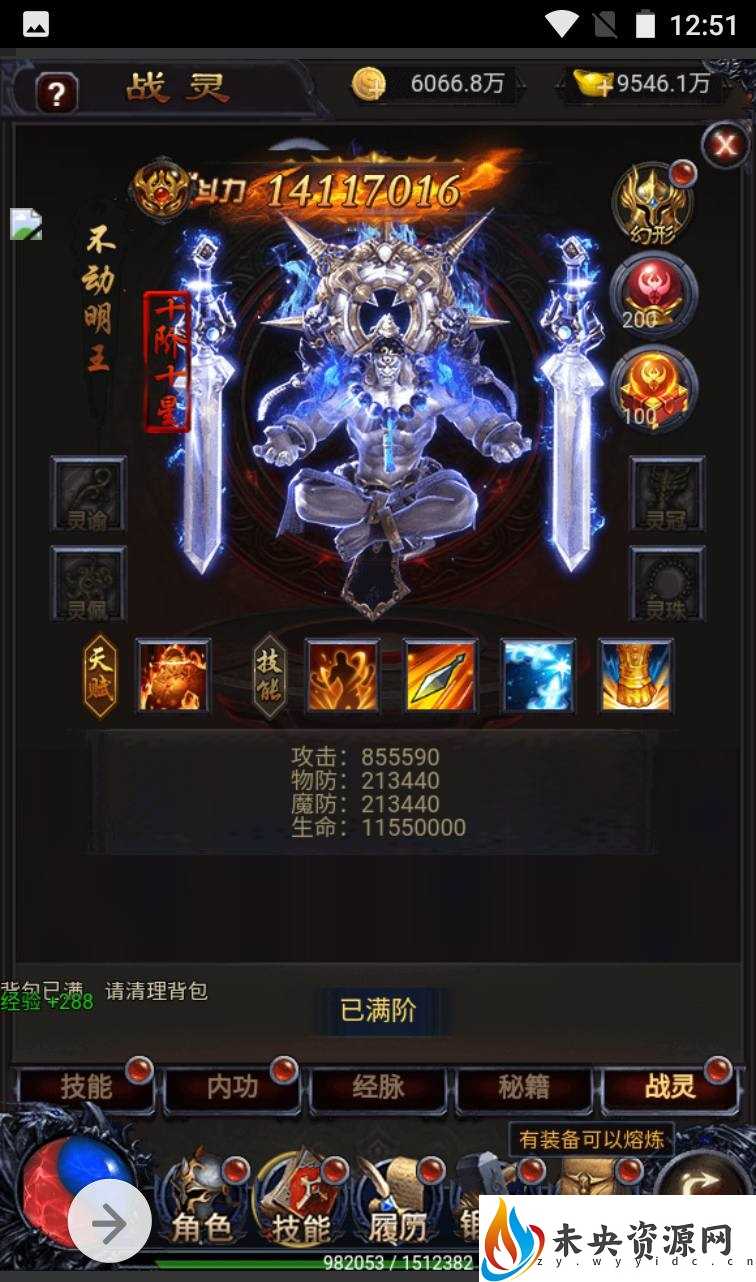 12:51
?
战灵
6066.8万
9546.1万
X
14117016
不动明王
十阶十星
幻形
200
100
灵谕
灵冠
灵佩
灵珠
天赋
技能
攻击：855590
物防：213440
魔防：213440
生命：11550000
背包已满，请清理背包
经验 +288
已满阶
技能
内功
经脉
秘籍
战灵
有装备可以熔炼
角色
技能
履历
982053 / 1512382
未央资源网
zy.wyyidc.cn